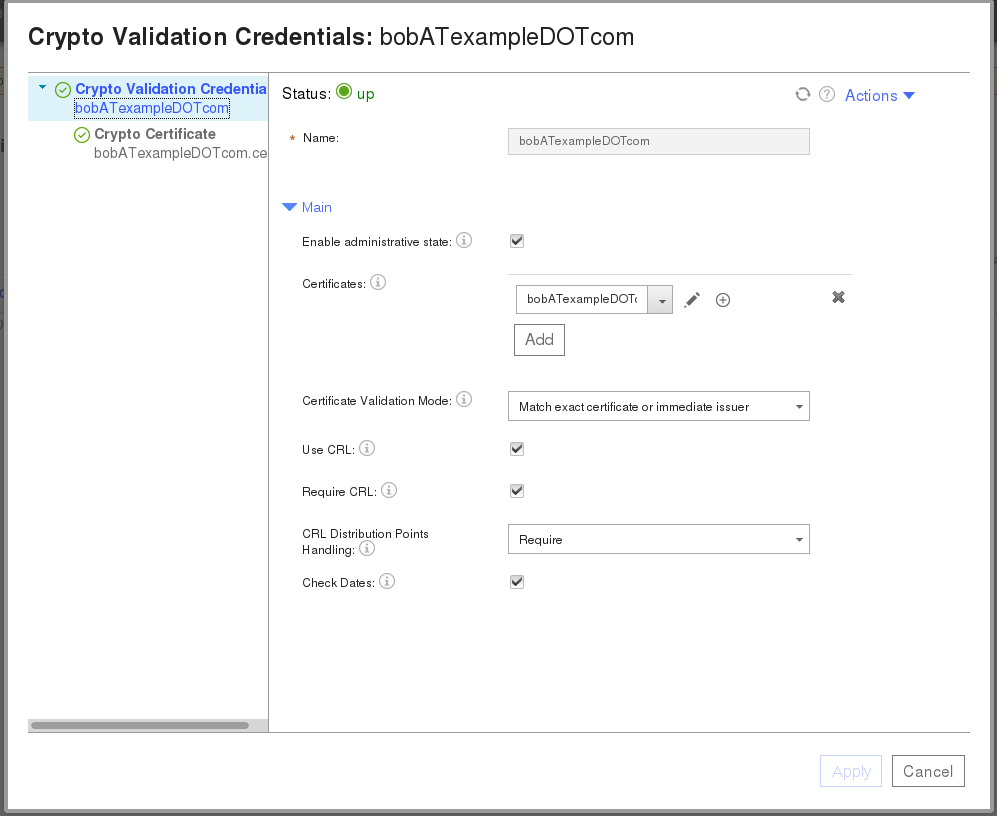 Crypto Validation Credentials: bobATexampleDOTcom
Crypto Validation Credentia
bobATexampleDOTcom
Crypto Certificate
bobATexampleDOTcom.ce
Status: up
Actions
* Name: bobATexampleDOTcom
Main
Enable administrative state:
Certificates:
bobATexampleDOTc
Add
Certificate Validation Mode: Match exact certificate or immediate issuer
Use CRL:
Require CRL:
CRL Distribution Points
Handling:
Require
Check Dates:
Apply Cancel